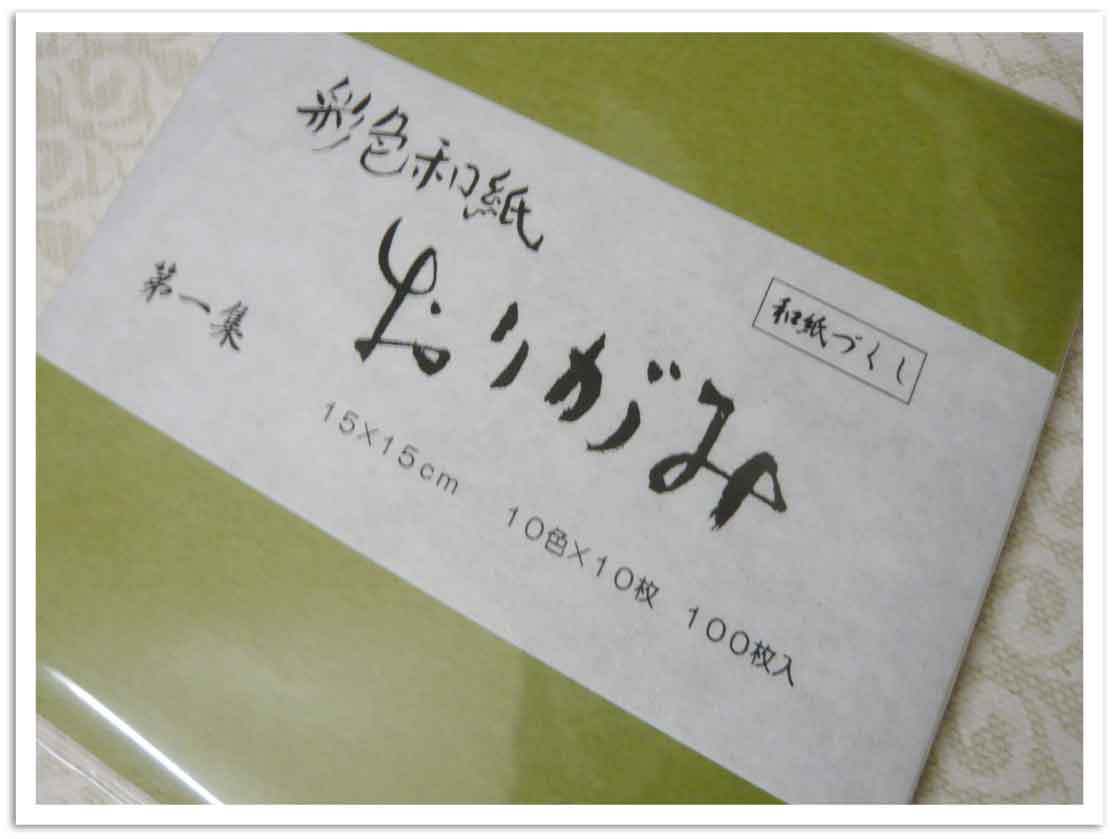 彩色和紙
おりがみ
第一集
和紙づくし
15×15cm 10色×10枚 100枚入